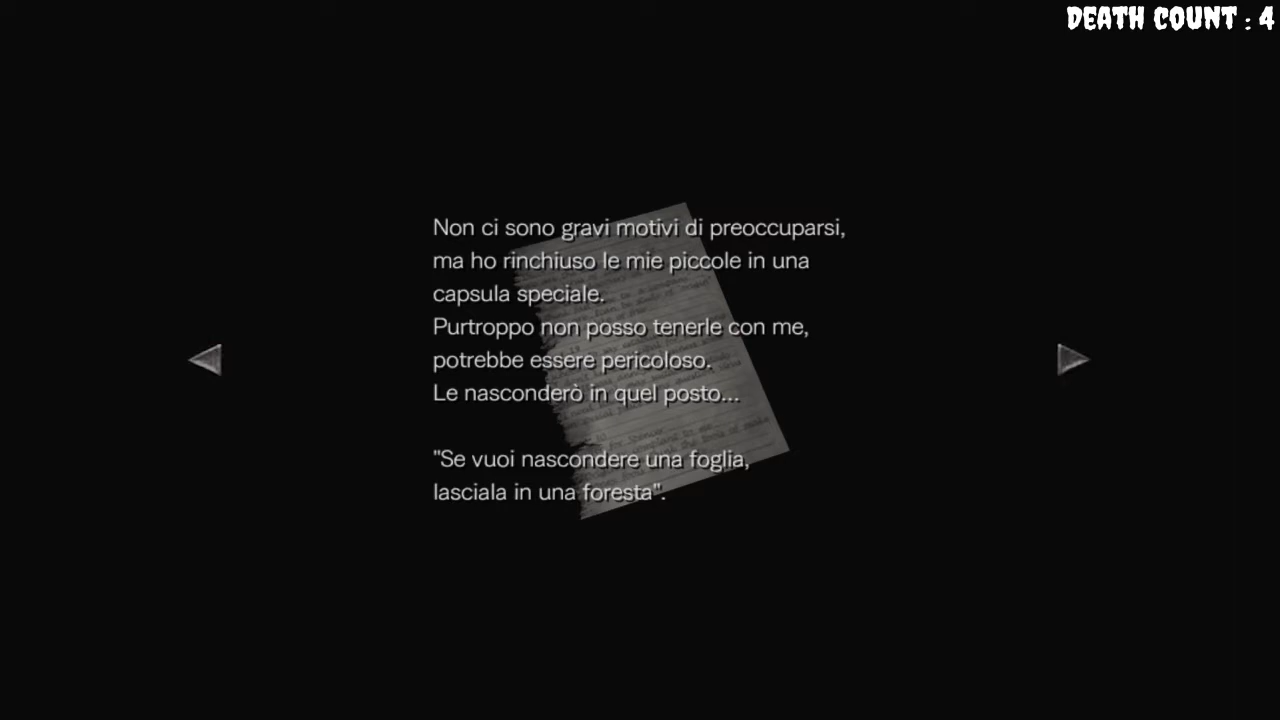 DEATH COUNT : 4
Non ci sono gravi motivi di preoccuparsi,
ma ho rinchiuso le mie piccole in una
capsula speciale.
Purtroppo non posso tenerle con me,
potrebbe essere pericoloso.
Le nasconderò in quel posto...
"Se vuoi nascondere una foglia,
lasciala in una foresta".